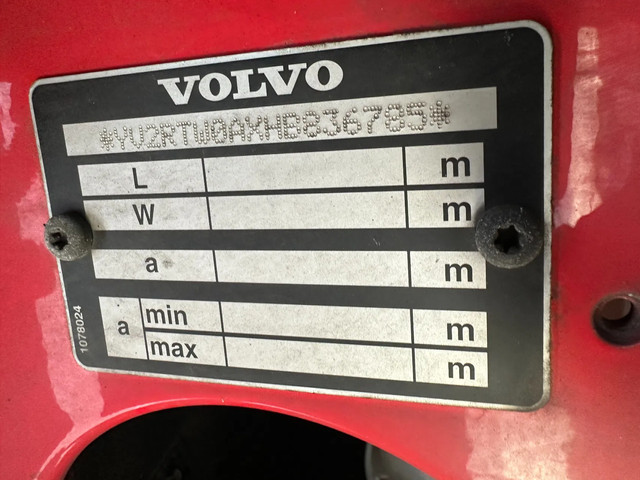 VOLVO
*YV2RTW0AXHB836785*
L m
W m
a m
a min m
max m
1078024